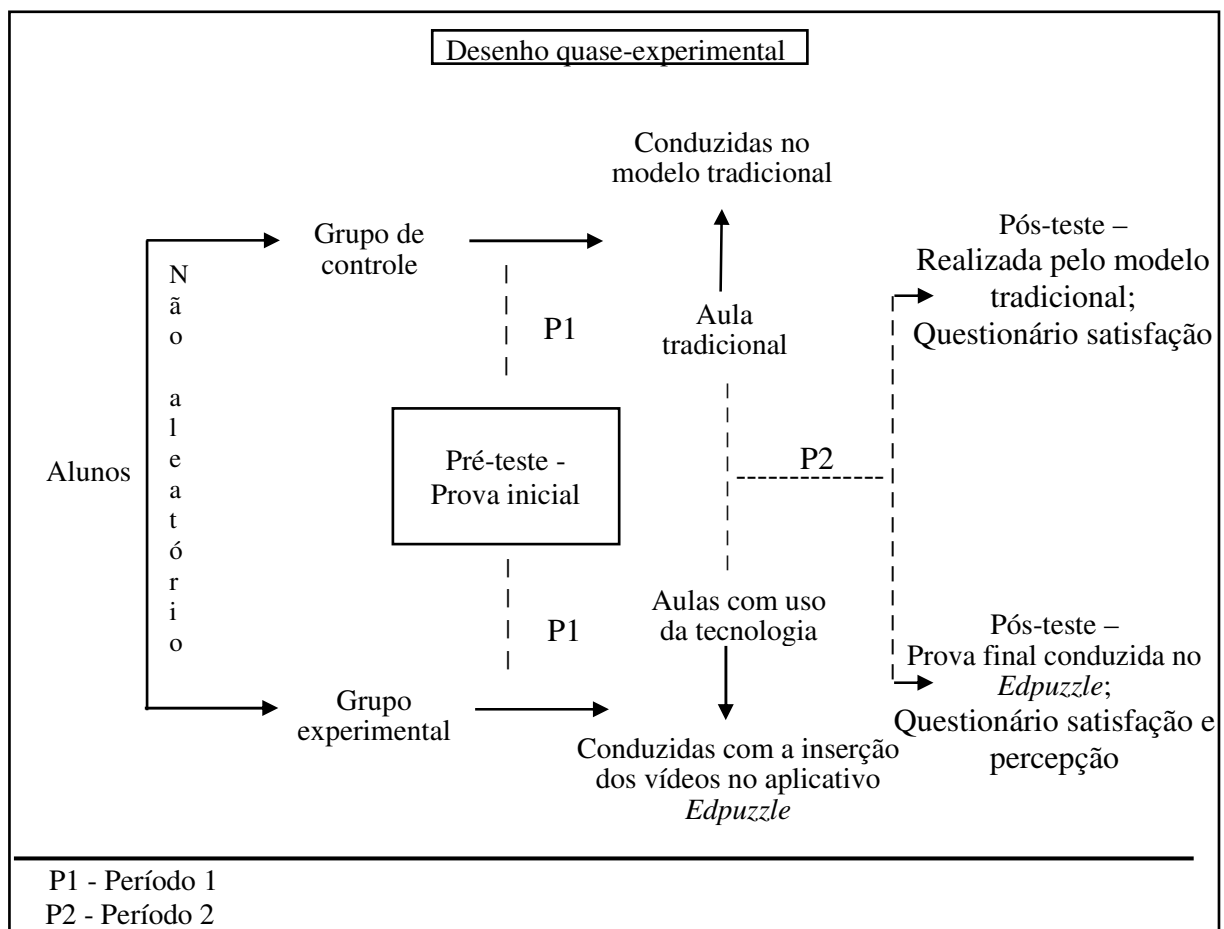 Desenho quase-experimental
Conduzidas no
modelo tradicional
Grupo de
controle
Não aleatório
P1
Aula
tradicional
Pós-teste –
Realizada pelo modelo
tradicional;
Questionário satisfação
Alunos
Pré-teste -
Prova inicial
P2
P1
Aulas com uso
da tecnologia
Grupo
experimental
Conduzidas com a inserção
dos vídeos no aplicativo
Edpuzzle
Pós-teste –
Prova final conduzida no
Edpuzzle;
Questionário satisfação e
percepção
P1 - Período 1
P2 - Período 2